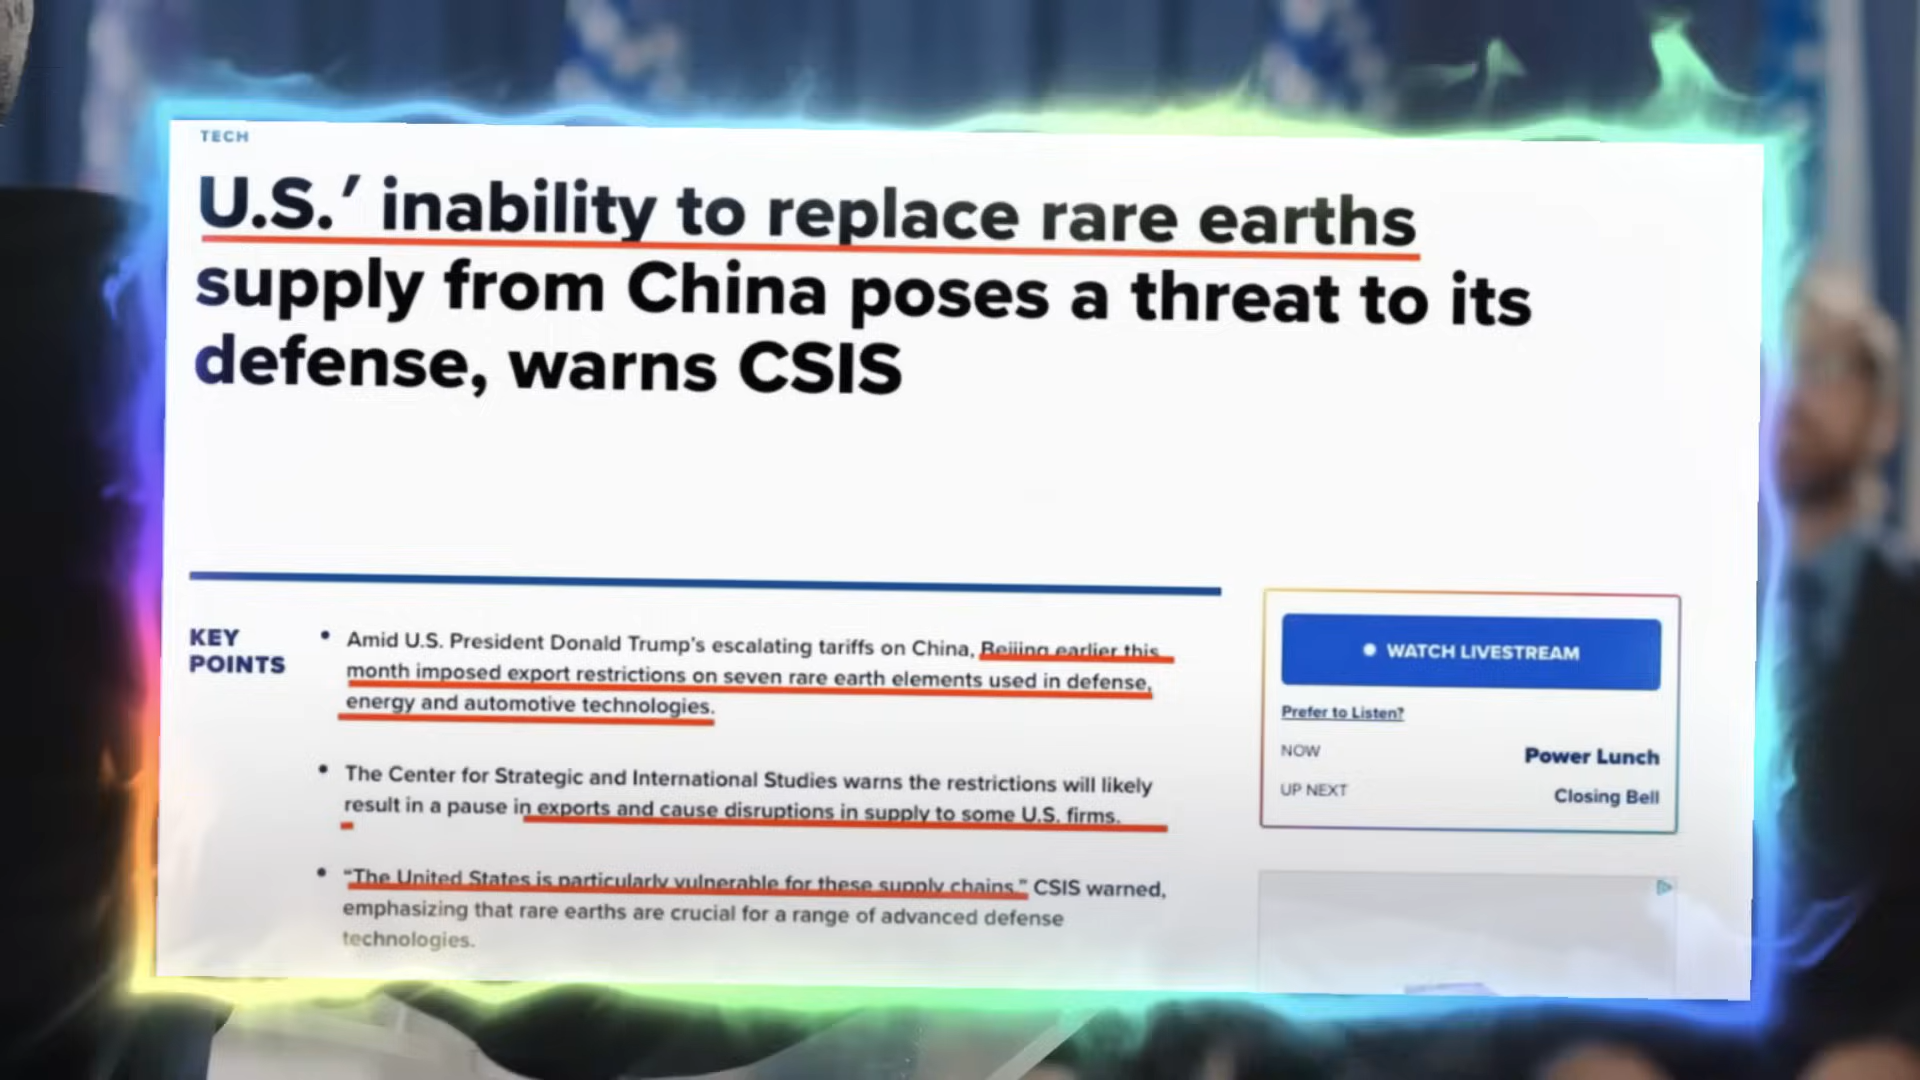 TECH
U.S.’ inability to replace rare earths
supply from China poses a threat to its
defense, warns CSIS
KEY
POINTS
• Amid U.S. President Donald Trump’s escalating tariffs on China, Beijing earlier this
month imposed export restrictions on seven rare earth elements used in defense,
energy and automotive technologies.
• The Center for Strategic and International Studies warns the restrictions will likely
result in a pause in exports and cause disruptions in supply to some U.S. firms.
• “The United States is particularly vulnerable for these supply chains,” CSIS warned,
emphasizing that rare earths are crucial for a range of advanced defense
technologies.
WATCH LIVESTREAM
Prefer to Listen?
NOW Power Lunch
UP NEXT Closing Bell